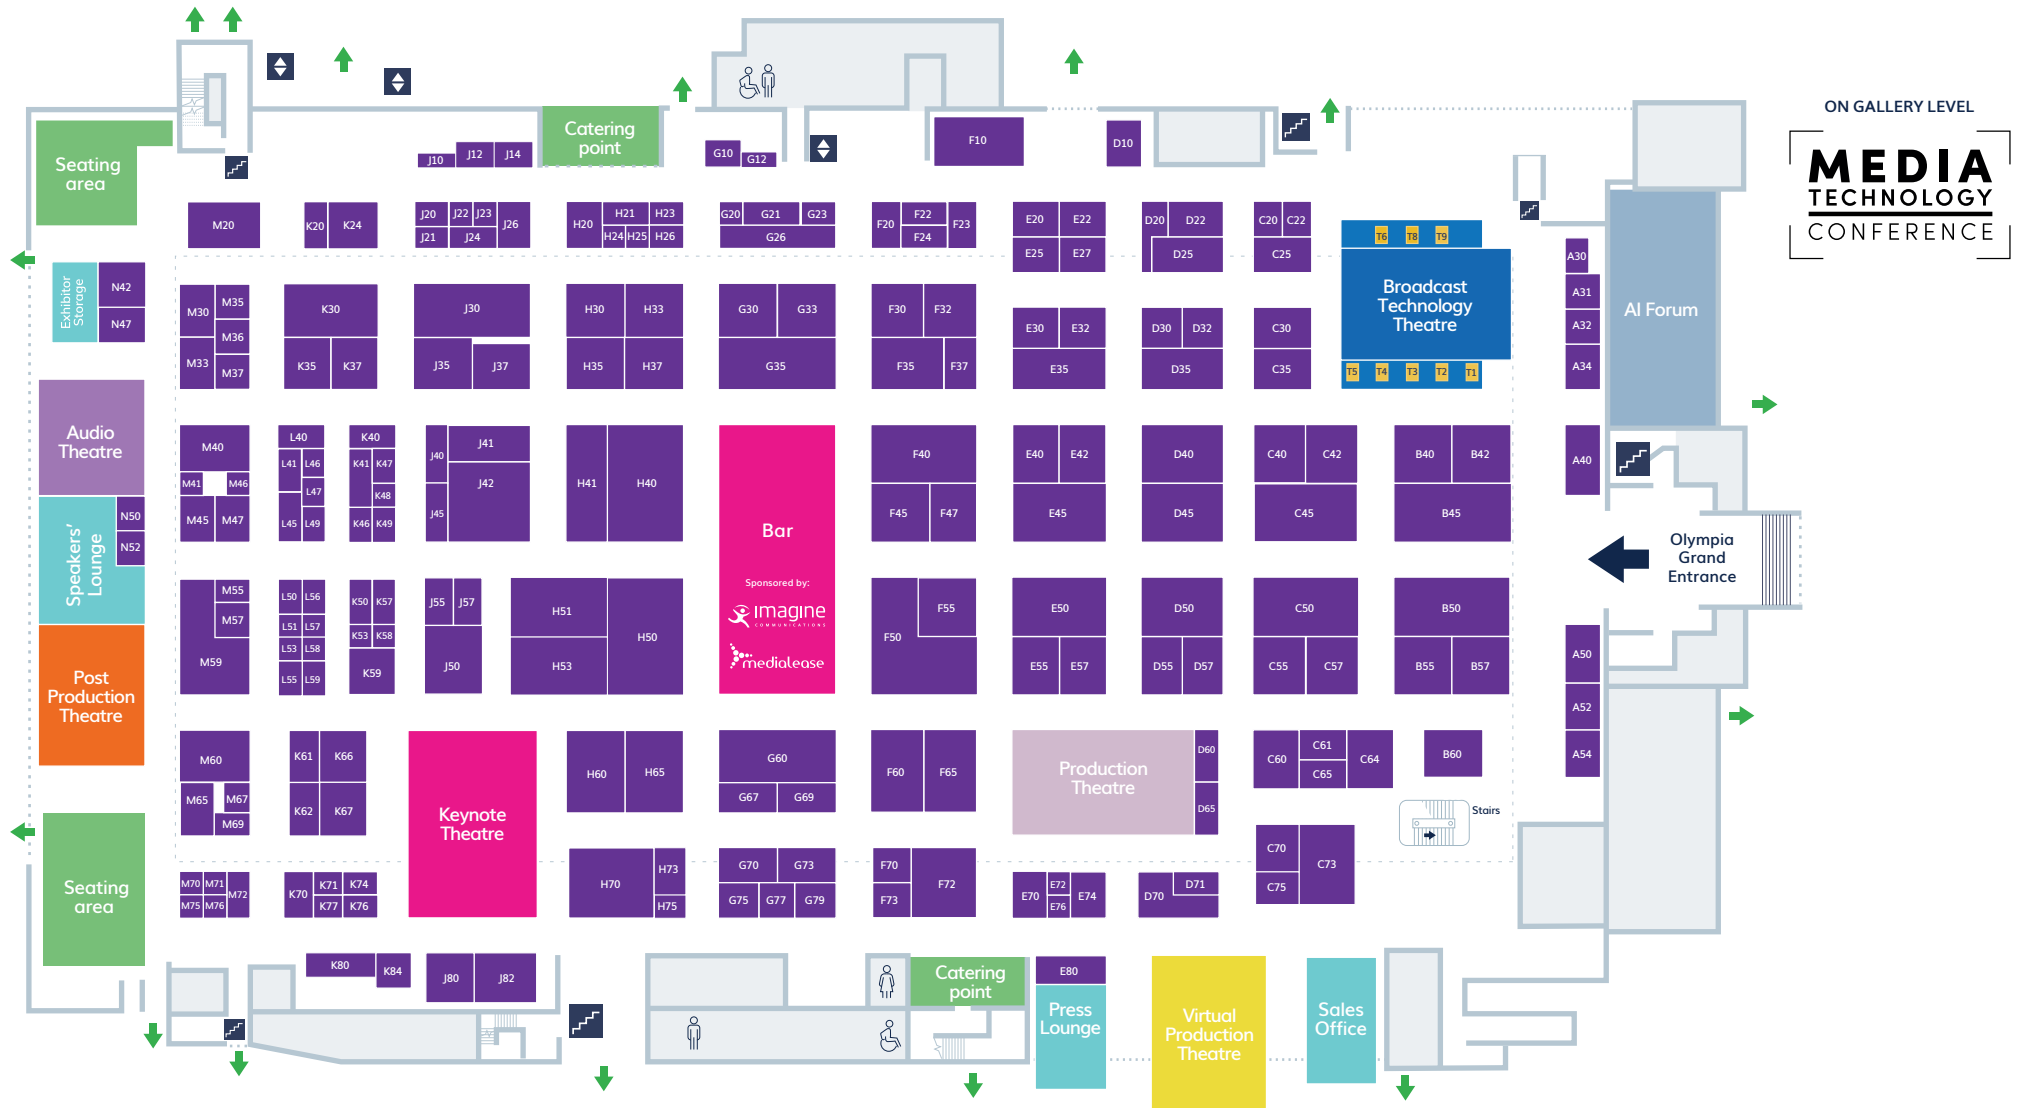 ON GALLERY LEVEL
MEDIA
TECHNOLOGY
CONFERENCE
Seating
area
Catering
point
J10
J12
J14
G10
G12
F10
D10
M20
K20
K24
J20
J22
J23
J26
J21
J24
H20
H21
H23
H24
H25
H26
G20
G21
G23
G26
F20
F22
F23
F24
E20
E22
E25
E27
D20
D22
D25
C20
C22
C25
T6
T8
T9
Broadcast
Technology
Theatre
T5
T4
T3
T2
T1
A30
A31
A32
A34
AI Forum
Exhibitor
Storage
N42
N47
M30
M35
M36
M33
M37
K30
K35
K37
J30
J35
J37
H30
H33
H35
H37
G30
G33
G35
F30
F32
F35
F37
E30
E32
E35
D30
D32
D35
C30
C35
Audio
Theatre
M40
M41
M46
M45
M47
L40
L41
L46
L47
L45
L49
K40
K41
K47
K48
K46
K49
J40
J41
J42
J45
H41
H40
Bar
Sponsored by:
imagine
COMMUNICATIONS
medialease
F40
F45
F47
E40
E42
E45
D40
D45
C40
C42
C45
B40
B42
B45
A40
Olympia
Grand
Entrance
Speakers'
Lounge
N50
N52
M55
M57
M59
L50
L56
L51
L57
L53
L58
L55
L59
K50
K57
K53
K58
K59
J55
J57
J50
H51
H53
H50
F50
F55
E50
E55
E57
D50
D55
D57
C50
C55
C57
B50
B55
B57
A50
A52
A54
Post
Production
Theatre
M60
M65
M67
M69
K61
K66
K62
K67
Keynote
Theatre
H60
H65
G60
G67
G69
F60
F65
Production
Theatre
D60
D65
C60
C61
C65
C64
B60
Stairs
Seating
area
M70
M71
M72
M75
M76
K70
K71
K74
K77
K76
H70
H73
H75
G70
G73
G75
G77
G79
F70
F72
F73
E70
E72
E74
E76
D70
D71
C70
C73
C75
K80
K84
J80
J82
Catering
point
E80
Press
Lounge
Virtual
Production
Theatre
Sales
Office